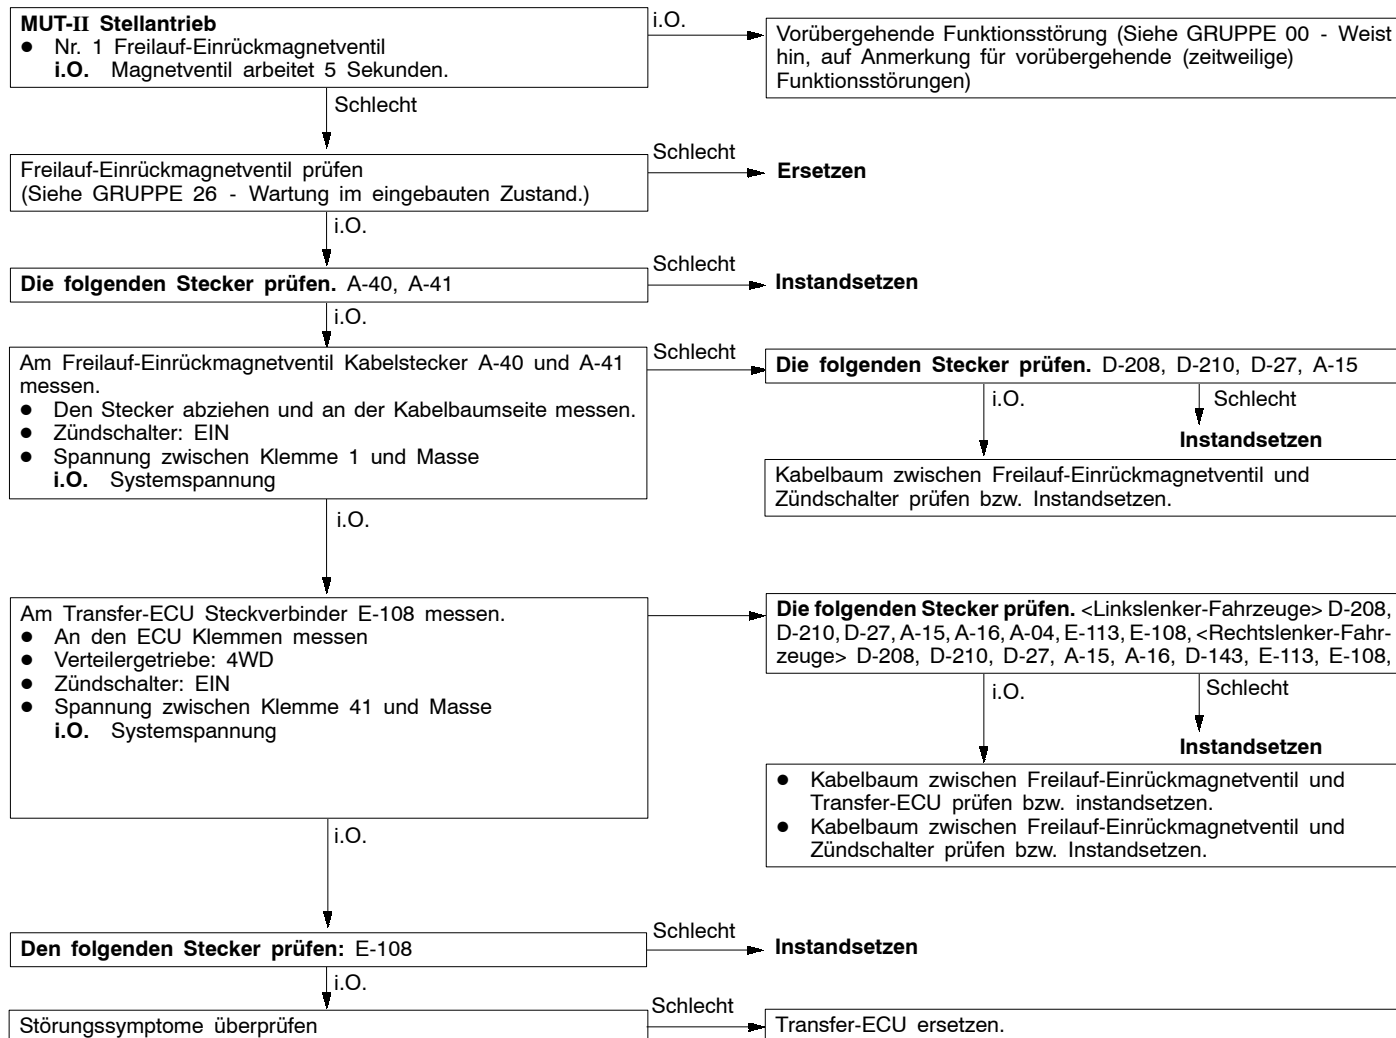 MUT-II Stellantrieb
● Nr. 1 Freilauf-Einrückmagnetventil
i.O. Magnetventil arbeitet 5 Sekunden.
i.O.
Vorübergehende Funktionsstörung (Siehe GRUPPE 00 - Weist
hin, auf Anmerkung für vorübergehende (zeitweilige)
Funktionsstörungen)
Schlecht
Freilauf-Einrückmagnetventil prüfen
(Siehe GRUPPE 26 - Wartung im eingebauten Zustand.)
Schlecht
Ersetzen
i.O.
Die folgenden Stecker prüfen. A-40, A-41
Schlecht
Instandsetzen
i.O.
Am Freilauf-Einrückmagnetventil Kabelstecker A-40 und A-41
messen.
● Den Stecker abziehen und an der Kabelbaumseite messen.
● Zündschalter: EIN
● Spannung zwischen Klemme 1 und Masse
i.O. Systemspannung
Schlecht
Die folgenden Stecker prüfen. D-208, D-210, D-27, A-15
i.O.
Schlecht
Instandsetzen
Kabelbaum zwischen Freilauf-Einrückmagnetventil und
Zündschalter prüfen bzw. Instandsetzen.
i.O.
Am Transfer-ECU Steckverbinder E-108 messen.
● An den ECU Klemmen messen
● Verteilergetriebe: 4WD
● Zündschalter: EIN
● Spannung zwischen Klemme 41 und Masse
i.O. Systemspannung
Die folgenden Stecker prüfen. <Linkslenker-Fahrzeuge> D-208,
D-210, D-27, A-15, A-16, A-04, E-113, E-108, <Rechtslenker-Fahr-
zeuge> D-208, D-210, D-27, A-15, A-16, D-143, E-113, E-108,
i.O.
Schlecht
Instandsetzen
● Kabelbaum zwischen Freilauf-Einrückmagnetventil und
Transfer-ECU prüfen bzw. instandsetzen.
● Kabelbaum zwischen Freilauf-Einrückmagnetventil und
Zündschalter prüfen bzw. Instandsetzen.
i.O.
Den folgenden Stecker prüfen: E-108
Schlecht
Instandsetzen
i.O.
Störungssymptome überprüfen
Schlecht
Transfer-ECU ersetzen.